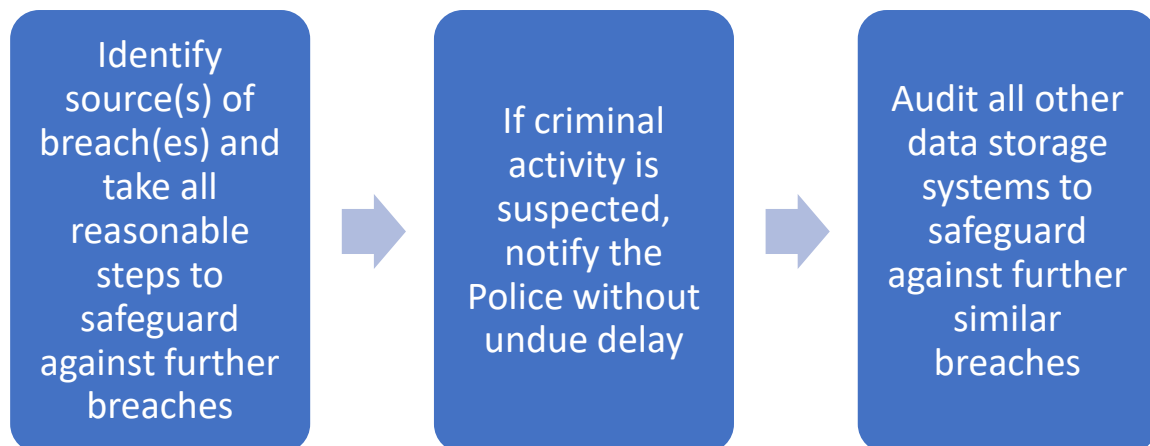 Identify
source(s) of
breach(es) and
take all
reasonable
steps to
safeguard
against further
breaches
If criminal
activity is
suspected,
notify the
Police without
undue delay
Audit all other
data storage
systems to
safeguard
against further
similar
breaches